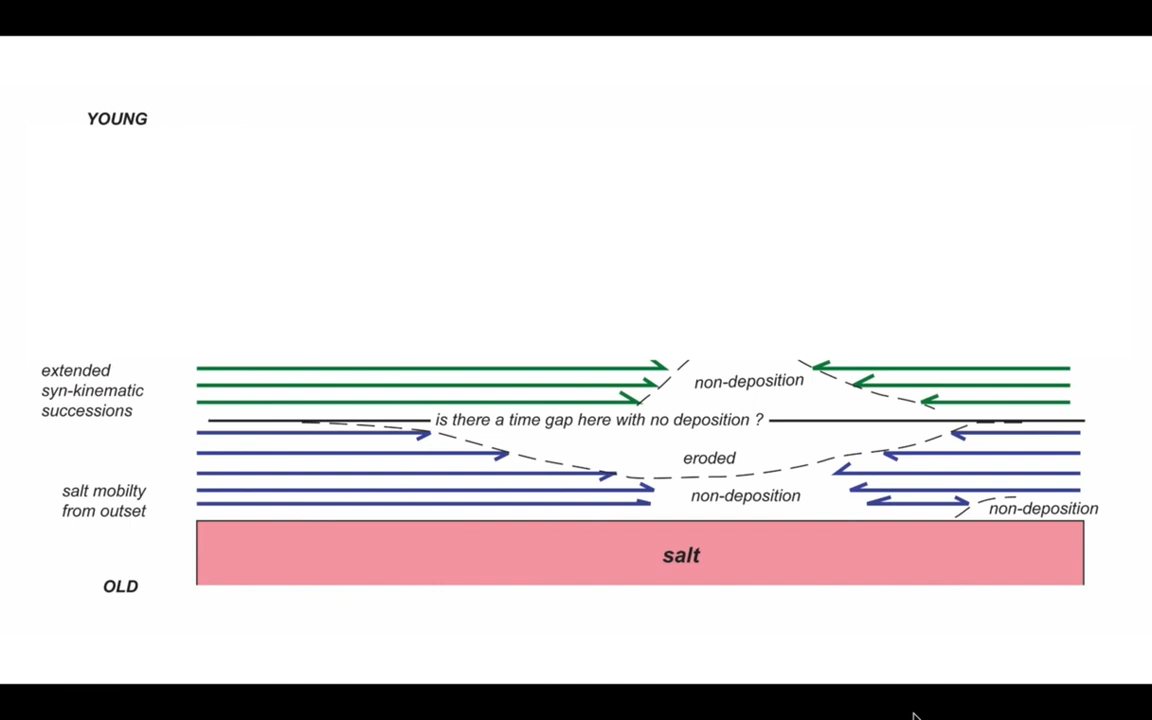 YOUNG
extended
syn-kinematic
successions
non-deposition
is there a time gap here with no deposition ?
eroded
salt mobilty
from outset
non-deposition
non-deposition
salt
OLD